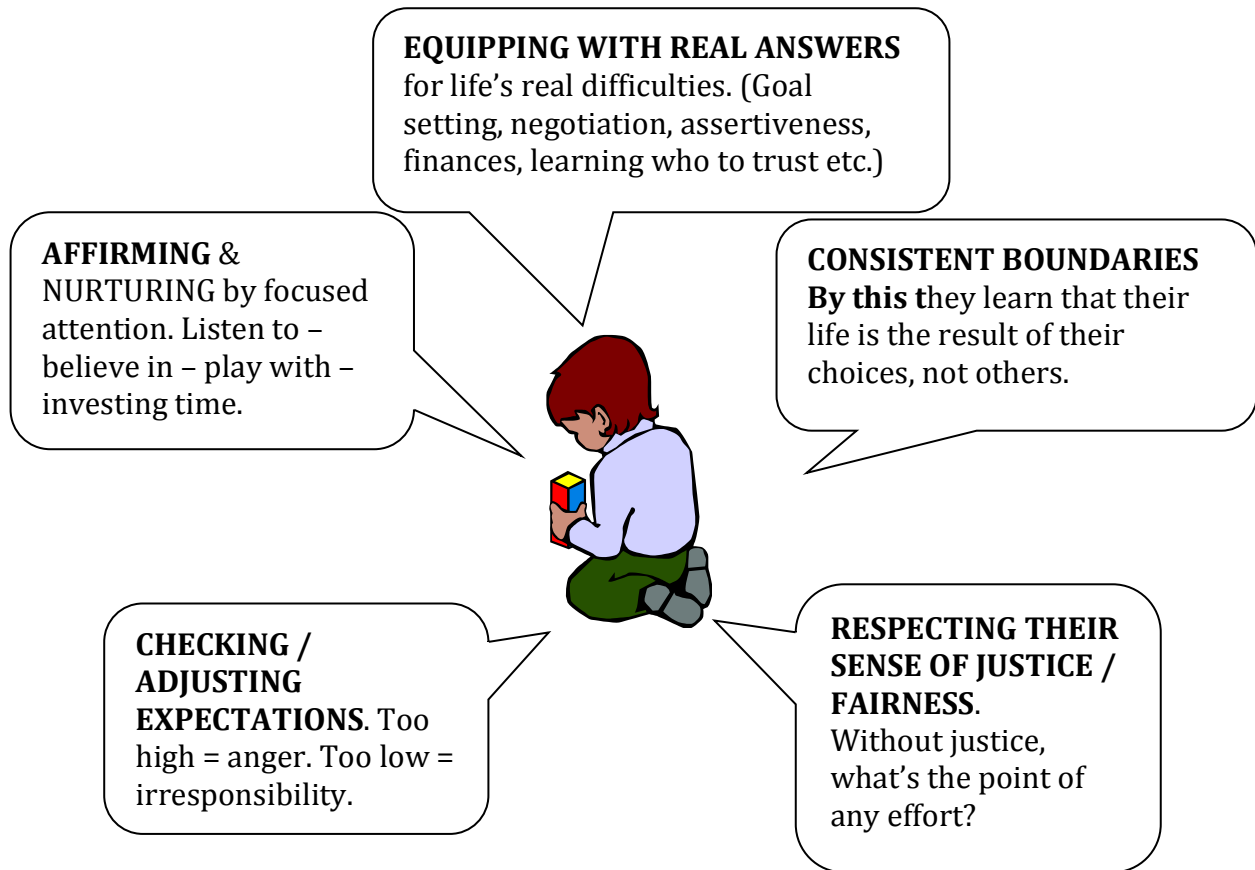 EQUIPPING WITH REAL ANSWERS
for life’s real difficulties. (Goal
setting, negotiation, assertiveness,
finances, learning who to trust etc.)
AFFIRMING &
NURTURING by focused
attention. Listen to –
believe in – play with –
investing time.
CONSISTENT BOUNDARIES
By this they learn that their
life is the result of their
choices, not others.
CHECKING /
ADJUSTING
EXPECTATIONS. Too
high = anger. Too low =
irresponsibility.
RESPECTING THEIR
SENSE OF JUSTICE /
FAIRNESS.
Without justice,
what’s the point of
any effort?